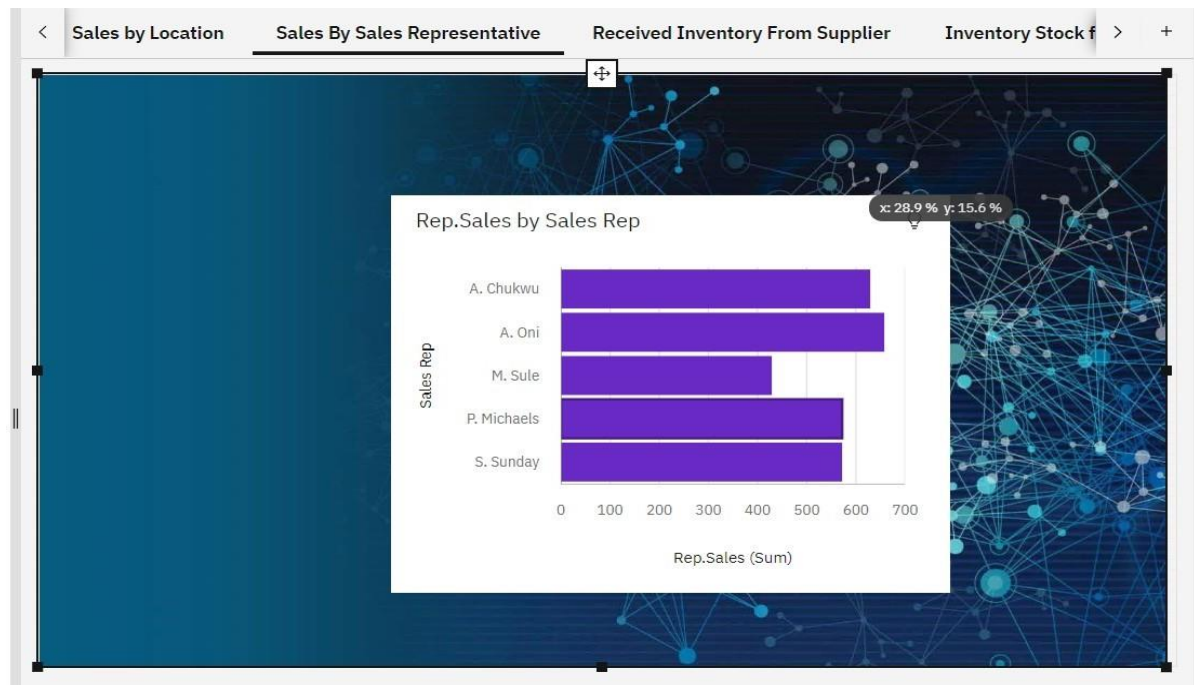 Sales by Location Sales By Sales Representative Received Inventory From Supplier Inventory Stock f
x: 28.9 % y: 15.6 %
Rep.Sales by Sales Rep
Sales Rep
A. Chukwu
A. Oni
M. Sule
P. Michaels
S. Sunday
0 100 200 300 400 500 600 700
Rep.Sales (Sum)